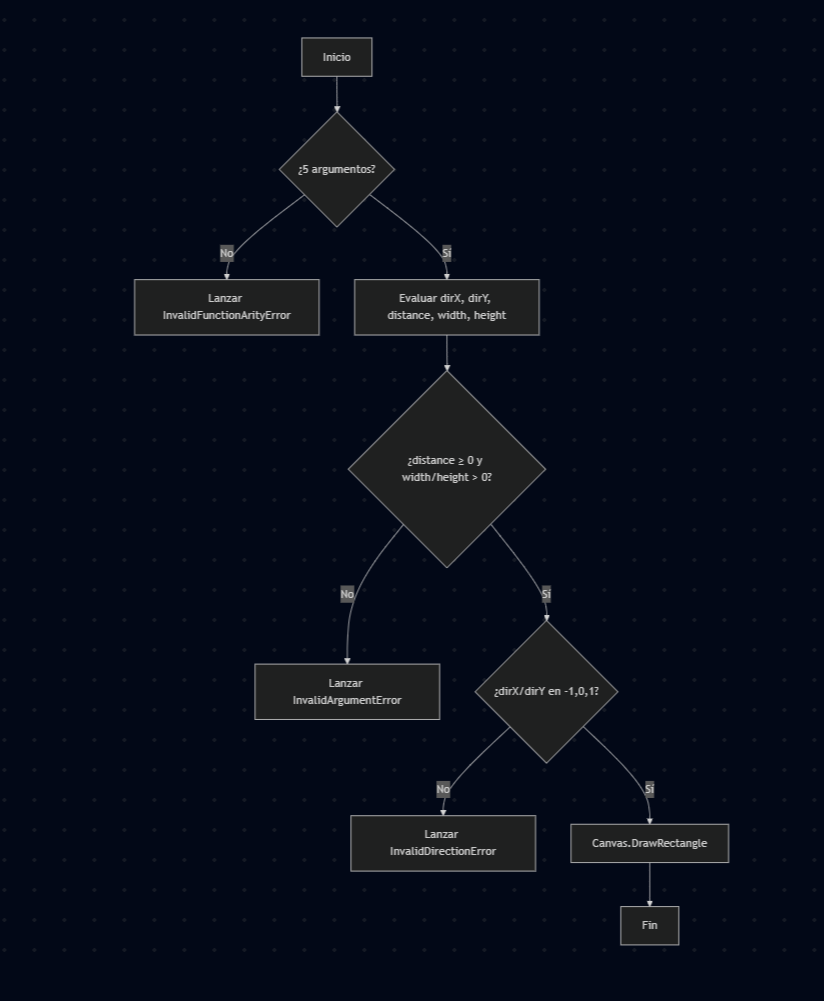 Inicio
¿5 argumentos?
No
Sí
Lanzar
InvalidFunctionArityError
Evaluar dirX, dirY,
distance, width, height
¿distance ≥ 0 y
width/height > 0?
No
Sí
Lanzar
InvalidArgumentError
¿dirX/dirY en -1,0,1?
No
Sí
Lanzar
InvalidDirectionError
Canvas.DrawRectangle
Fin